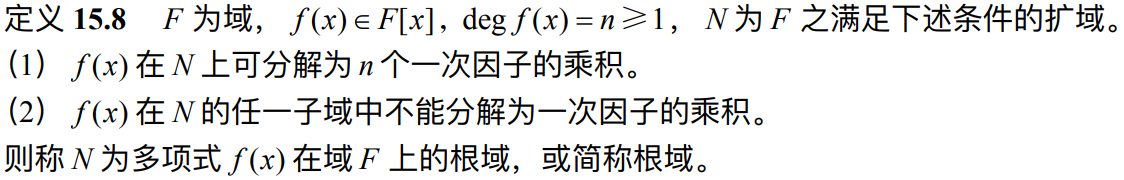 定义 15.8 F 为域， f(x)∈F[x]，deg f(x)=n⩾1， N 为 F 之满足下述条件的扩域。
（1） f(x) 在 N 上可分解为 n 个一次因子的乘积。
（2） f(x) 在 N 的任一子域中不能分解为一次因子的乘积。
则称 N 为多项式 f(x) 在域 F 上的根域，或简称根域。